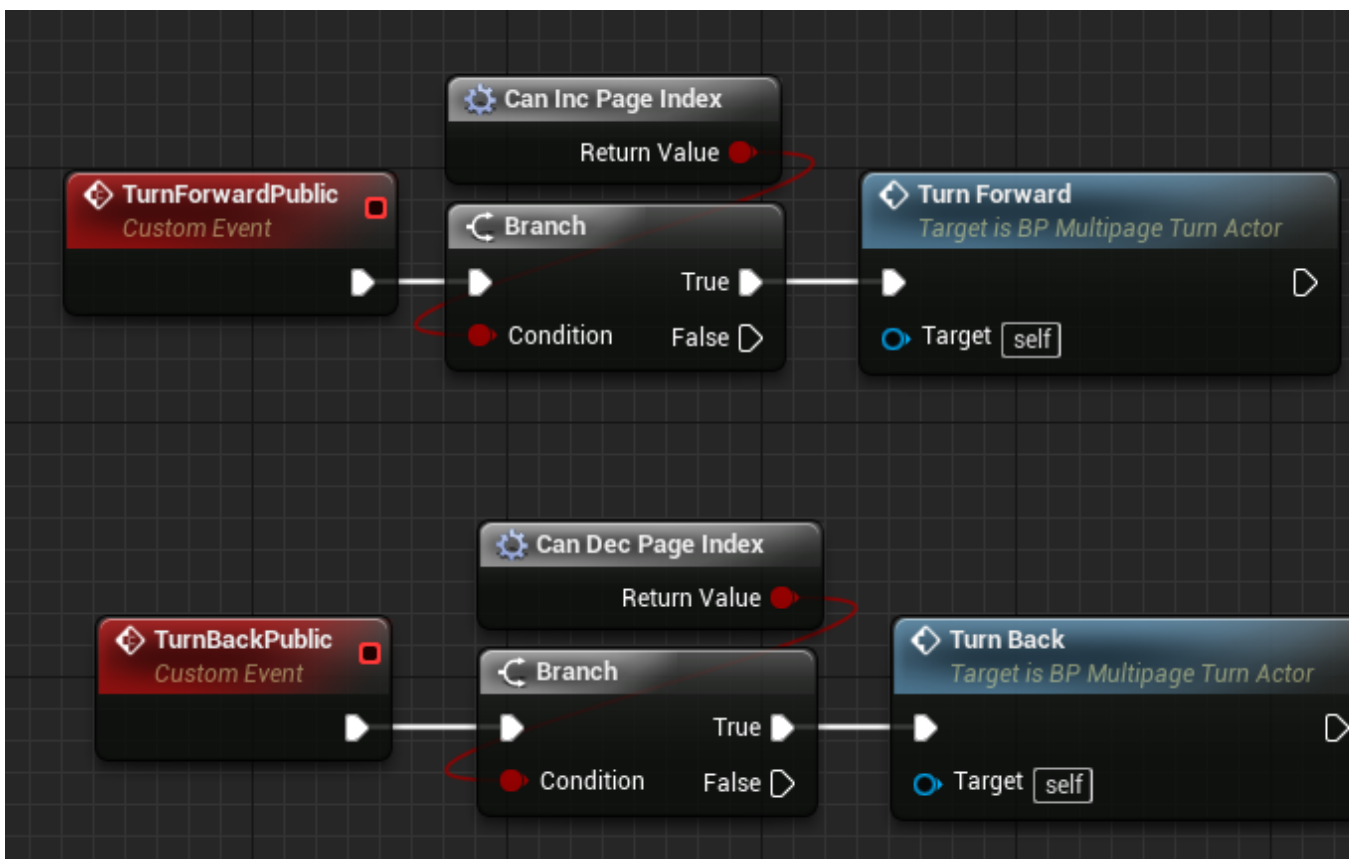 Can Inc Page Index
Return Value
TurnForwardPublic
Custom Event
Branch
True
Condition
False
Turn Forward
Target is BP Multipage Turn Actor
Target self
Can Dec Page Index
Return Value
TurnBackPublic
Custom Event
Branch
True
Condition
False
Turn Back
Target is BP Multipage Turn Actor
Target self